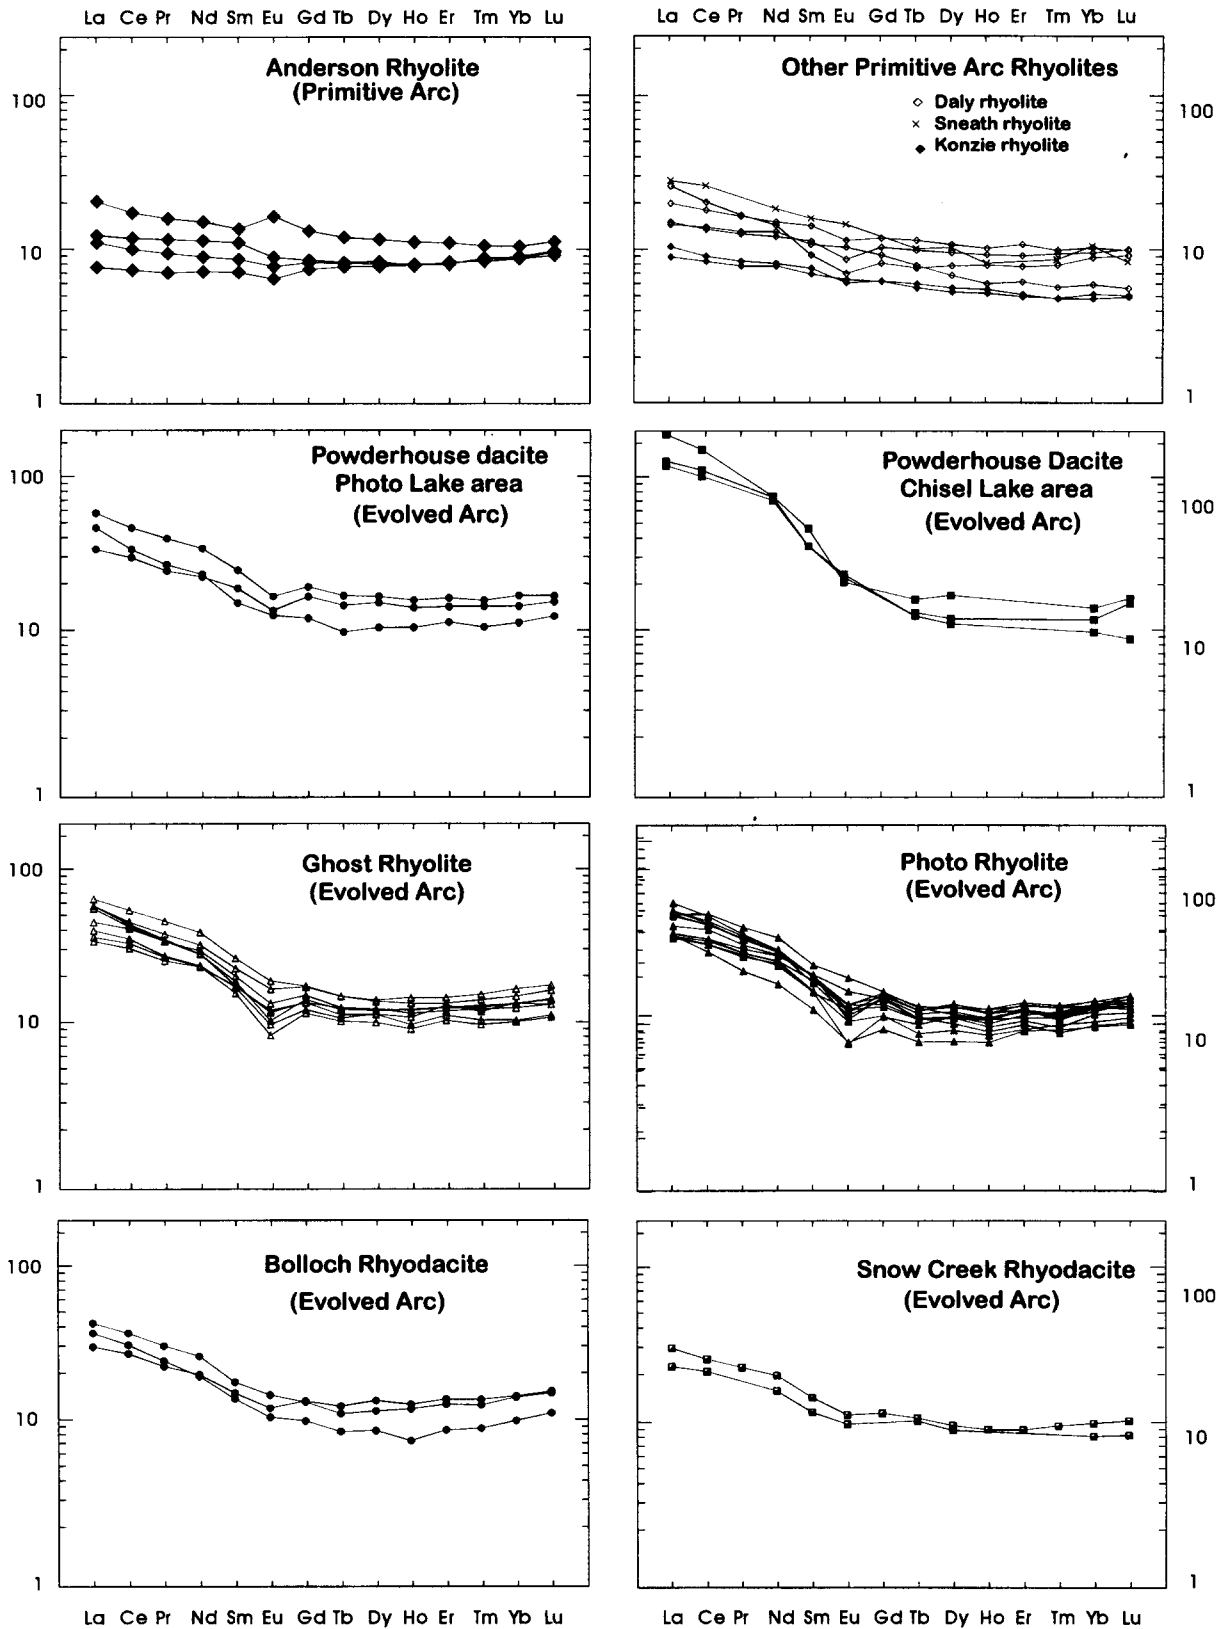 La Ce Pr Nd Sm Eu Gd Tb Dy Ho Er Tm Yb Lu
La Ce Pr Nd Sm Eu Gd Tb Dy Ho Er Tm Yb Lu
Anderson Rhyolite
(Primitive Arc)
100
10
1
Other Primitive Arc Rhyolites
Daly rhyolite
Sneath rhyolite
Konzie rhyolite
100
10
1
Powderhouse dacite
Photo Lake area
(Evolved Arc)
100
10
1
Powderhouse Dacite
Chisel Lake area
(Evolved Arc)
100
10
1
Ghost Rhyolite
(Evolved Arc)
100
10
1
Photo Rhyolite
(Evolved Arc)
100
10
1
Bolloch Rhyodacite
(Evolved Arc)
100
10
1
Snow Creek Rhyodacite
(Evolved Arc)
100
10
1
La Ce Pr Nd Sm Eu Gd Tb Dy Ho Er Tm Yb Lu
La Ce Pr Nd Sm Eu Gd Tb Dy Ho Er Tm Yb Lu